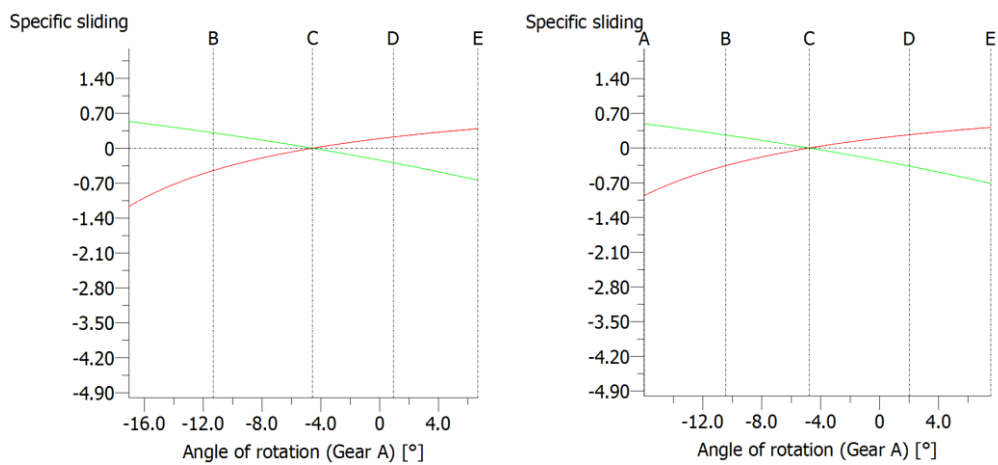 Specific sliding
B C D E
1.40
0.70
0
-0.70
-1.40
-2.10
-2.80
-3.50
-4.20
-4.90
-16.0 -12.0 -8.0 -4.0 0 4.0
Angle of rotation (Gear A) [°]
Specific sliding
A B C D E
1.40
0.70
0
-0.70
-1.40
-2.10
-2.80
-3.50
-4.20
-4.90
-12.0 -8.0 -4.0 0 4.0
Angle of rotation (Gear A) [°]